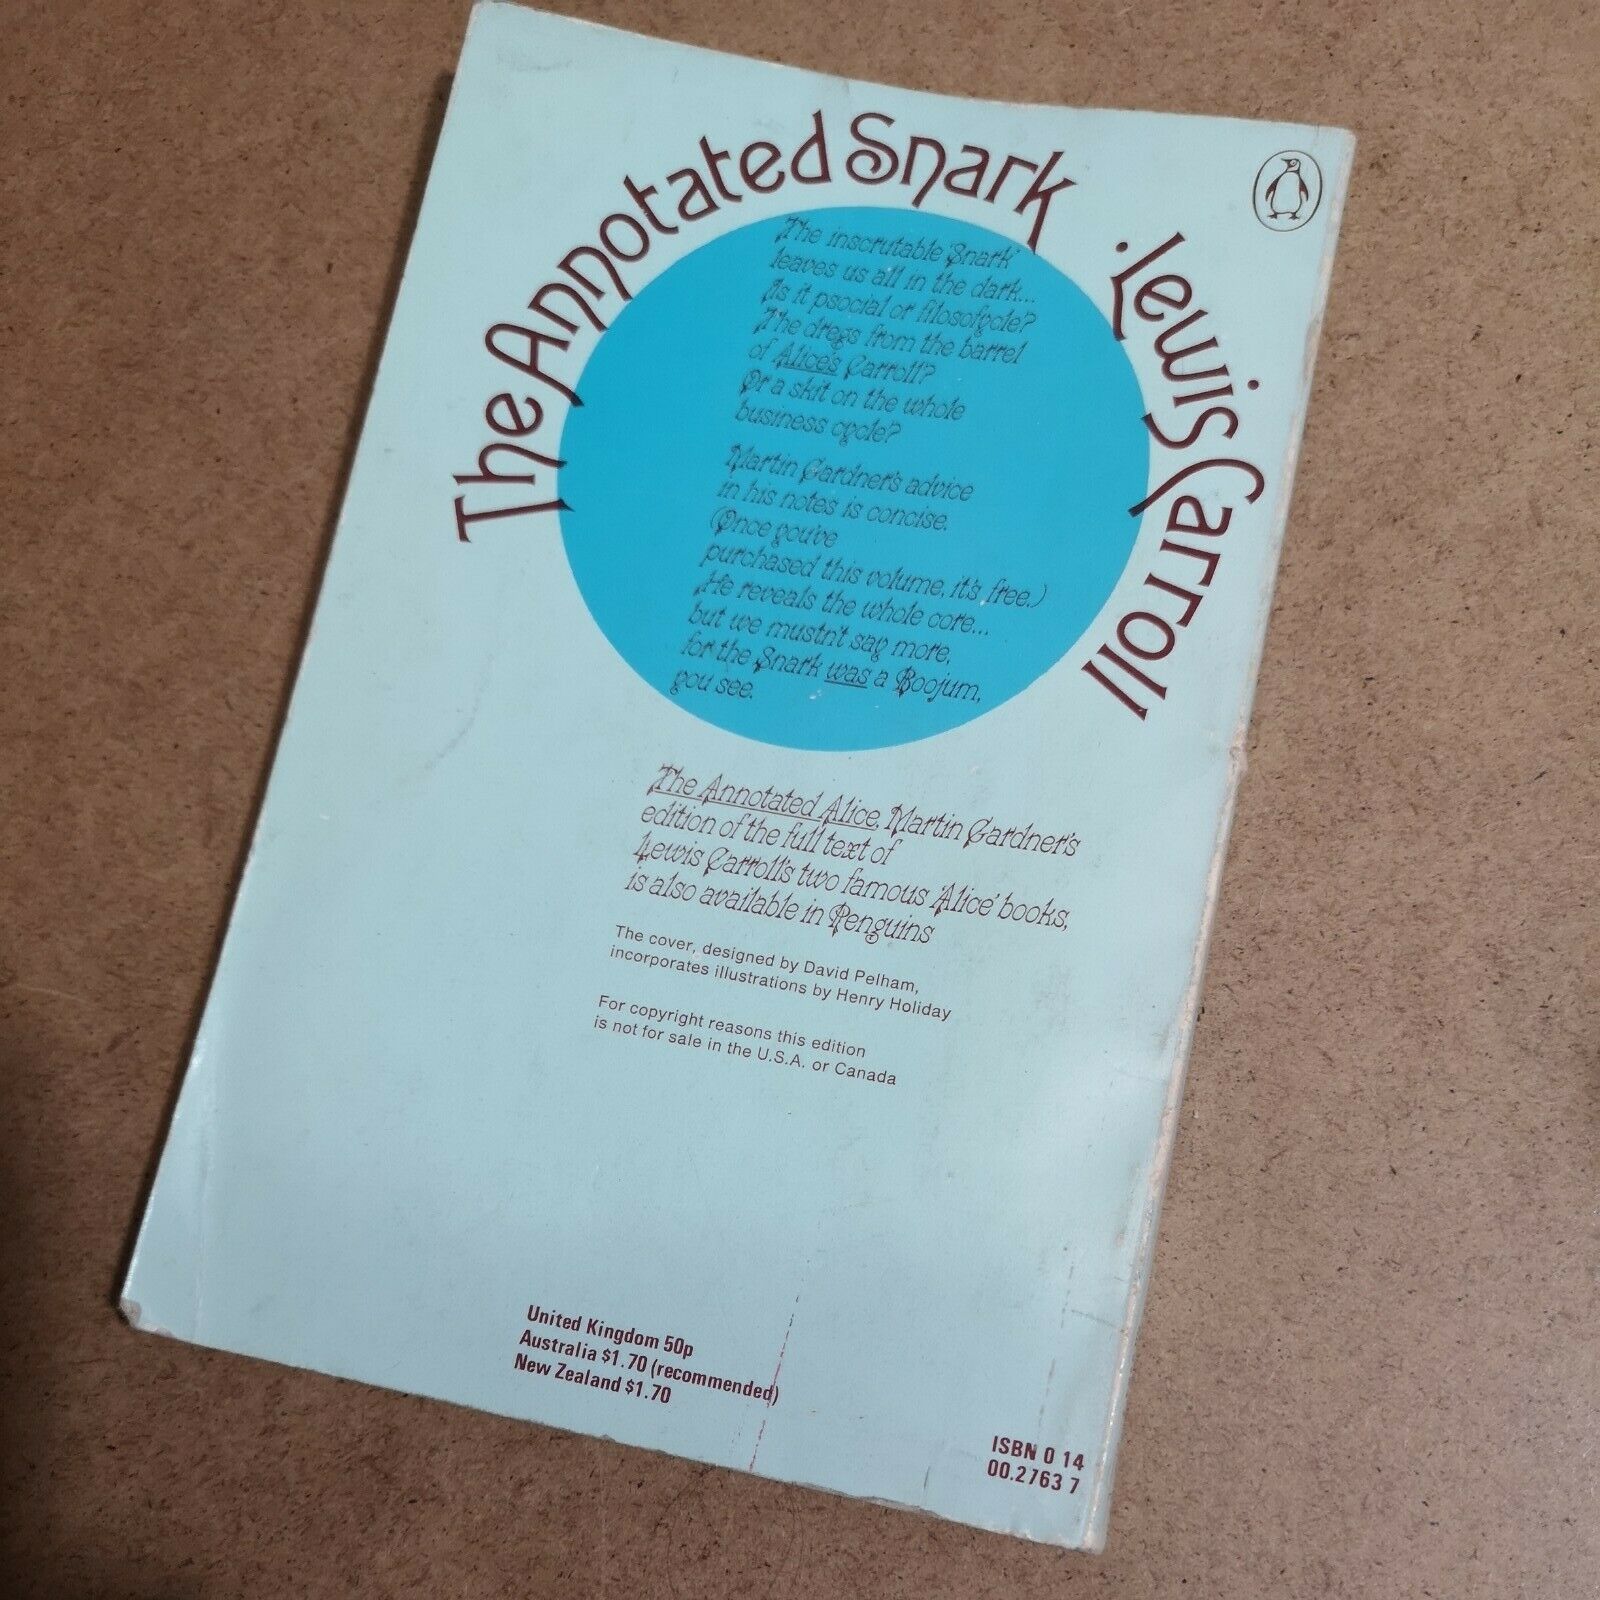 The Annotated Snark · Lewis Carroll
The inscrutable 'Snark'
leaves us all in the dark...
Is it psocial or filosofycle?
The dregs from the barrel
of Alice's Carroll?
Or a skit on the whole
business cycle?
Martin Gardner's advice
in his notes is concise.
(Once you've
purchased this volume, it's free.)
He reveals the whole core...
but we mustn't say more,
for the Snark was a Boojum,
you see.
The Annotated Alice, Martin Gardner's
edition of the full text of
Lewis Carroll's two famous 'Alice' books,
is also available in Penguins
The cover, designed by David Pelham,
incorporates illustrations by Henry Holiday
For copyright reasons this edition
is not for sale in the U.S.A. or Canada
United Kingdom 50p
Australia $1.70 (recommended)
New Zealand $1.70
ISBN 0 14
00.2763 7